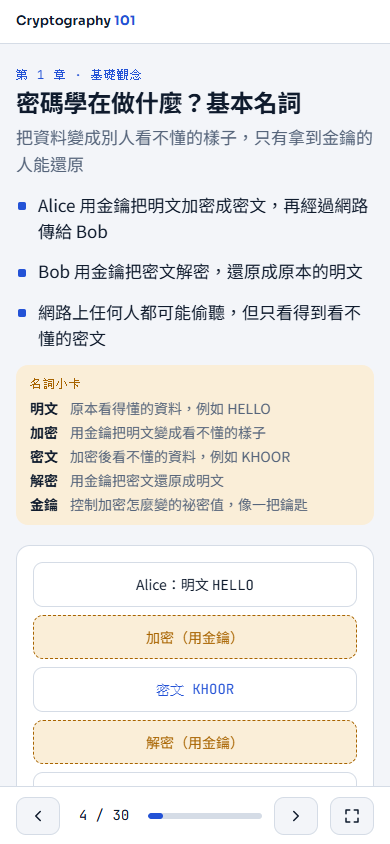 Cryptography 101
第 1 章 · 基礎觀念
密碼學在做什麼？基本名詞
把資料變成別人看不懂的樣子，只有拿到金鑰的
人能還原
Alice 用金鑰把明文加密成密文，再經過網路
傳給 Bob
Bob 用金鑰把密文解密，還原成原本的明文
網路上任何人都可能偷聽，但只看得到看不
懂的密文
名詞小卡
明文 原本看得懂的資料，例如 HELLO
加密 用金鑰把明文變成看不懂的樣子
密文 加密後看不懂的資料，例如 KHOOR
解密 用金鑰把密文還原成明文
金鑰 控制加密怎麼變的祕密值，像一把鑰匙
Alice：明文 HELLO
加密（用金鑰）
密文 KHOOR
解密（用金鑰）
4 / 30